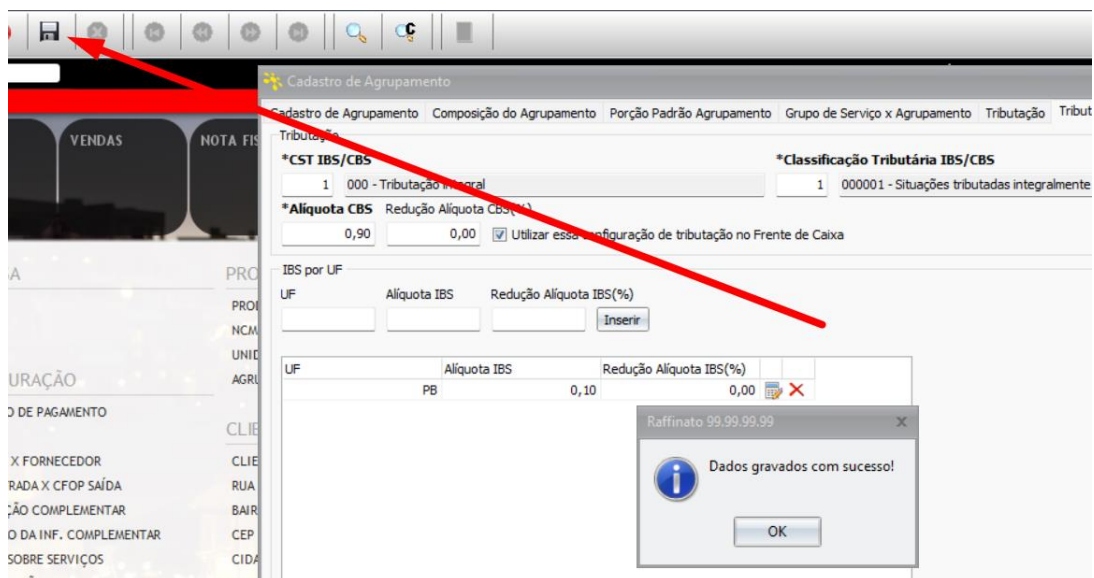 Cadastro de Agrupamento
Cadastro de Agrupamento Composição do Agrupamento Porção Padrão Agrupamento Grupo de Serviço x Agrupamento Tributação Tribut
VENDAS
NOTA FIS
Tributação
*CST IBS/CBS *Classificação Tributária IBS/CBS
1 000 - Tributação integral 1 000001 - Situações tributadas integralmente
*Alíquota CBS Redução Alíquota CBS(%)
0,90 0,00 Utilizar essa configuração de tributação no Frente de Caixa
IBS por UF
UF Alíquota IBS Redução Alíquota IBS(%)
Inserir
UF Alíquota IBS Redução Alíquota IBS(%)
PB 0,10 0,00
Raffinato 99.99.99.99 x
Dados gravados com sucesso!
OK
A
URAÇÃO
O DE PAGAMENTO
X FORNECEDOR
RADA X CFOP SAÍDA
ÇÃO COMPLEMENTAR
O DA INF. COMPLEMENTAR
SOBRE SERVIÇOS
PRO
PROD
NCM
UNID
AGRU
CLIE
CLIE
RUA
BAIR
CEP
CIDA